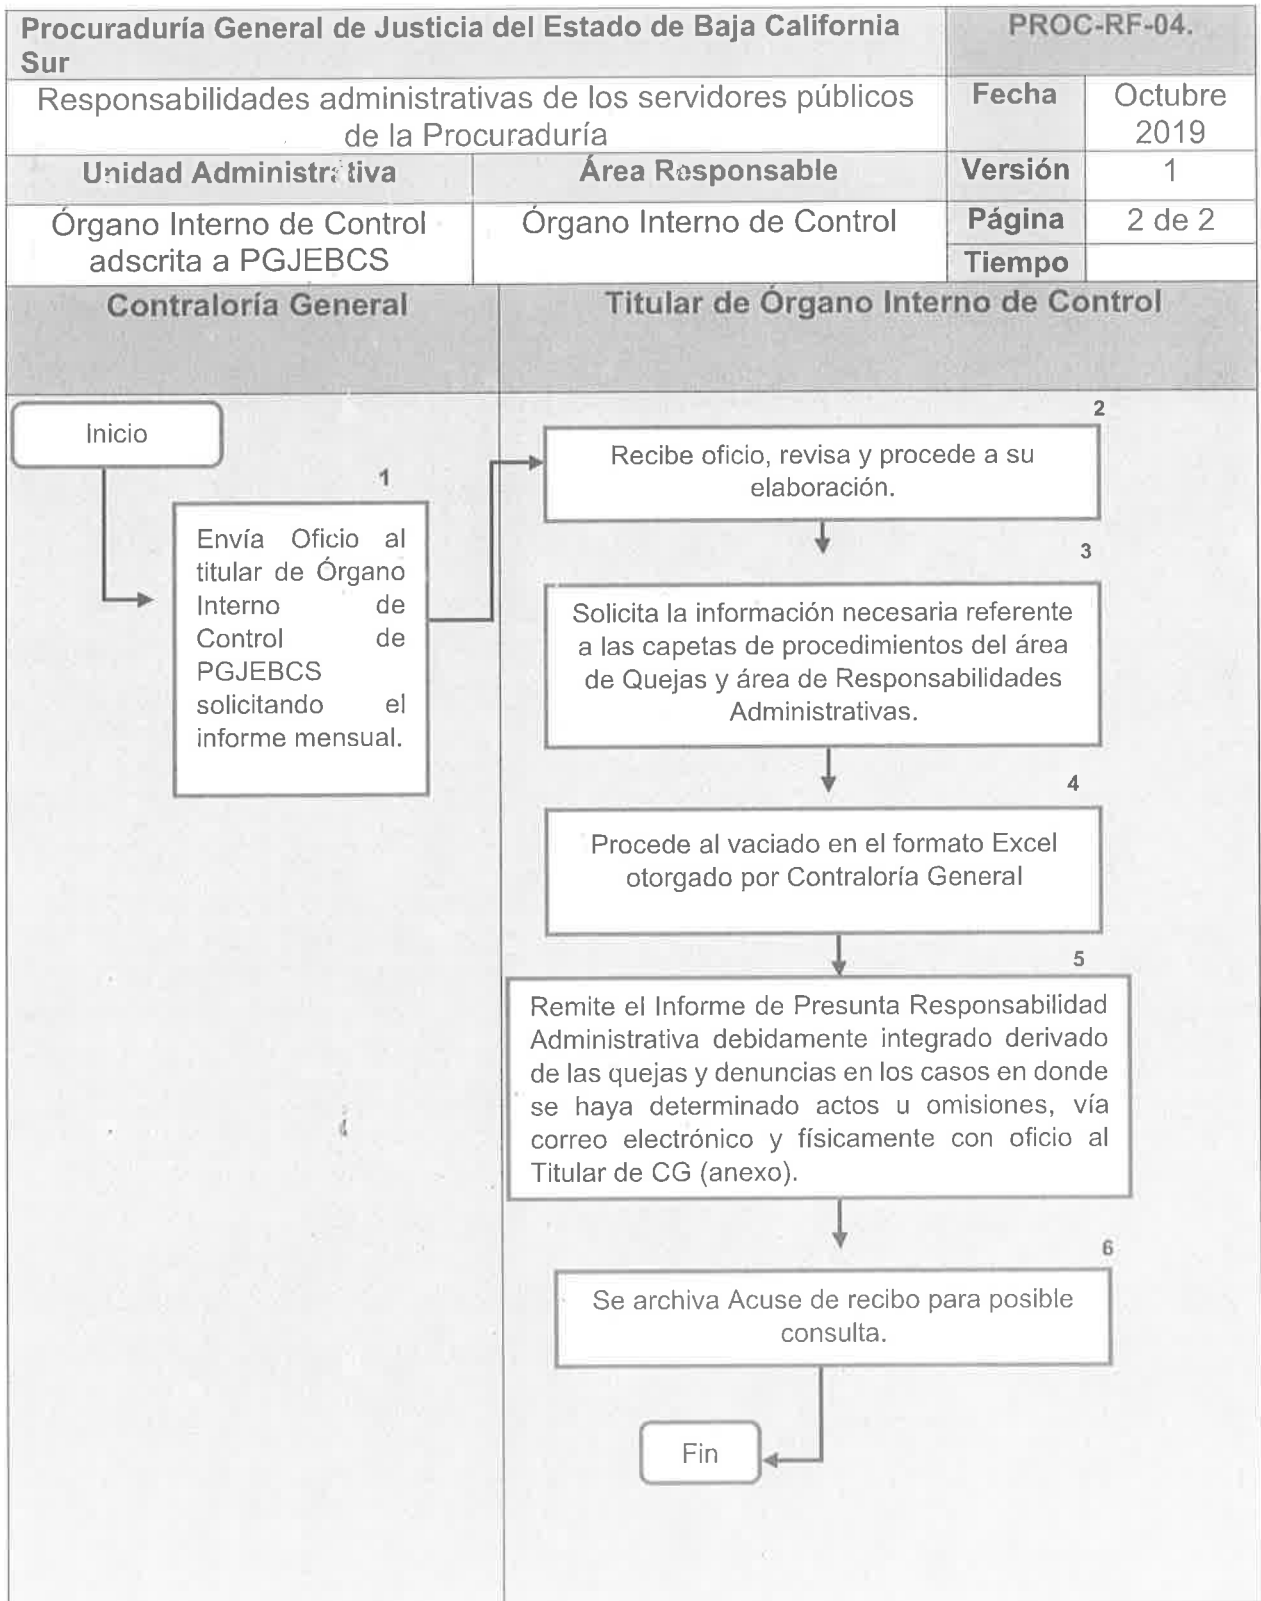 Procuraduría General de Justicia del Estado de Baja California
Sur
PROC-RF-04.
Responsabilidades administrativas de los servidores públicos
de la Procuraduría
Fecha
Octubre
2019
Unidad Administrativa
Área Responsable
Versión
1
Órgano Interno de Control
adscrita a PGJEBCS
Órgano Interno de Control
Página
2 de 2
Tiempo
Contraloría General
Titular de Órgano Interno de Control
Inicio
1
Envía Oficio al
titular de Órgano
Interno de
Control de
PGJEBCS
solicitando el
informe mensual.
2
Recibe oficio, revisa y procede a su
elaboración.
3
Solicita la información necesaria referente
a las capetas de procedimientos del área
de Quejas y área de Responsabilidades
Administrativas.
4
Procede al vaciado en el formato Excel
otorgado por Contraloría General
5
Remite el Informe de Presunta Responsabilidad
Administrativa debidamente integrado derivado
de las quejas y denuncias en los casos en donde
se haya determinado actos u omisiones, vía
correo electrónico y físicamente con oficio al
Titular de CG (anexo).
6
Se archiva Acuse de recibo para posible
consulta.
Fin